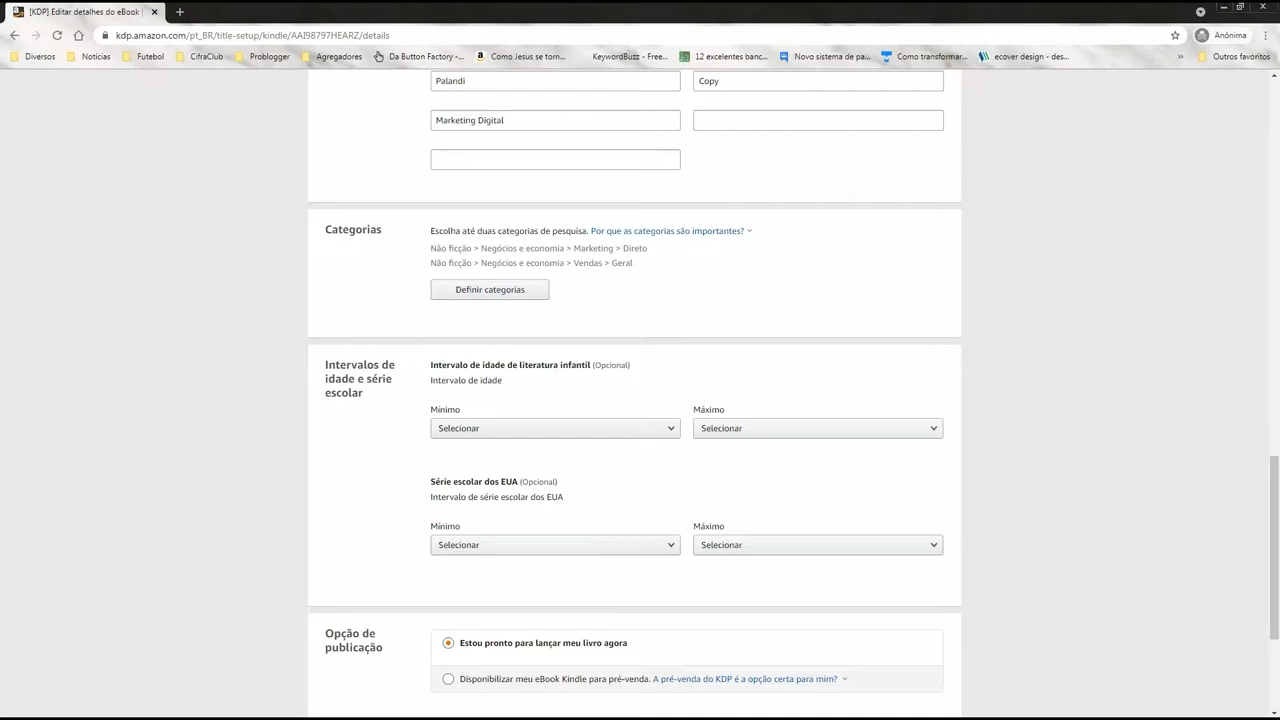 [KDP] Editar detalhes do eBook
kdp.amazon.com/pt_BR/title-setup/kindle/AAI98797HEARZ/details
Anônima
Diversos
Notícias
Futebol
CifraClub
Problogger
Agregadores
Da Button Factory -...
Como Jesus se torn...
KeywordBuzz - Free...
12 excelentes banc...
Novo sistema de pa...
Como transformar...
ecover design - des...
»
Outros favoritos
Palandi
Copy
Marketing Digital
Categorias
Escolha até duas categorias de pesquisa. Por que as categorias são importantes?
Não ficção > Negócios e economia > Marketing > Direto
Não ficção > Negócios e economia > Vendas > Geral
Definir categorias
Intervalos de
idade e série
escolar
Intervalo de idade de literatura infantil (Opcional)
Intervalo de idade
Mínimo
Máximo
Selecionar
Selecionar
Série escolar dos EUA (Opcional)
Intervalo de série escolar dos EUA
Mínimo
Máximo
Selecionar
Selecionar
Opção de
publicação
Estou pronto para lançar meu livro agora
Disponibilizar meu eBook Kindle para pré-venda. A pré-venda do KDP é a opção certa para mim?